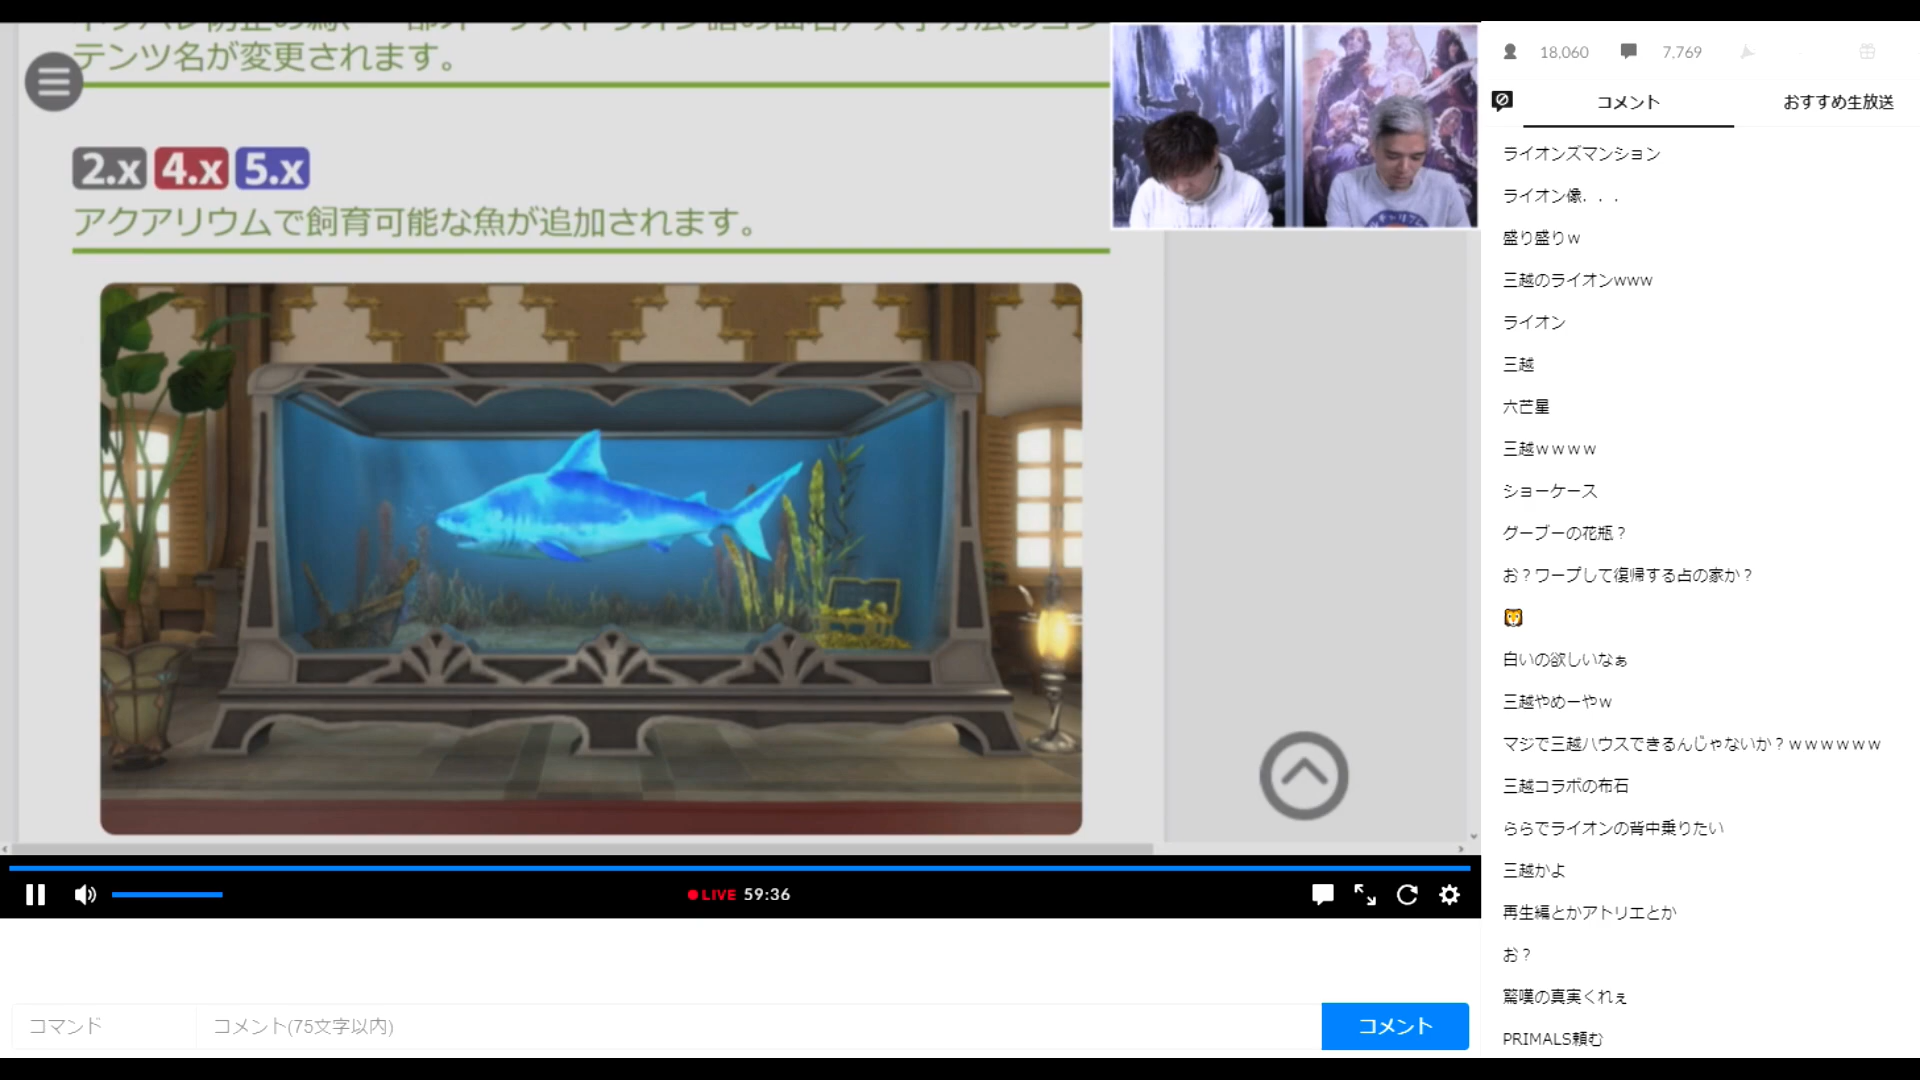 テンツ名が変更されます。
2.x 4.x 5.x
アクアリウムで飼育可能な魚が追加されます。
LIVE 59:36
コマンド
コメント(75文字以内)
コメント
18,060 7,769
コメント おすすめ生放送
ライオンズマンション
ライオン像．．．
盛り盛りｗ
三越のライオンwww
ライオン
三越
六芒星
三越ｗｗｗｗ
ショーケース
グーブーの花瓶？
お？ワープして復帰する占の家か？
白いの欲しいなぁ
三越やめーやｗ
マジで三越ハウスできるんじゃないか？ｗｗｗｗｗｗ
三越コラボの布石
ららでライオンの背中乗りたい
三越かよ
再生編とかアトリエとか
お？
驚嘆の真実くれぇ
PRIMALS頼む